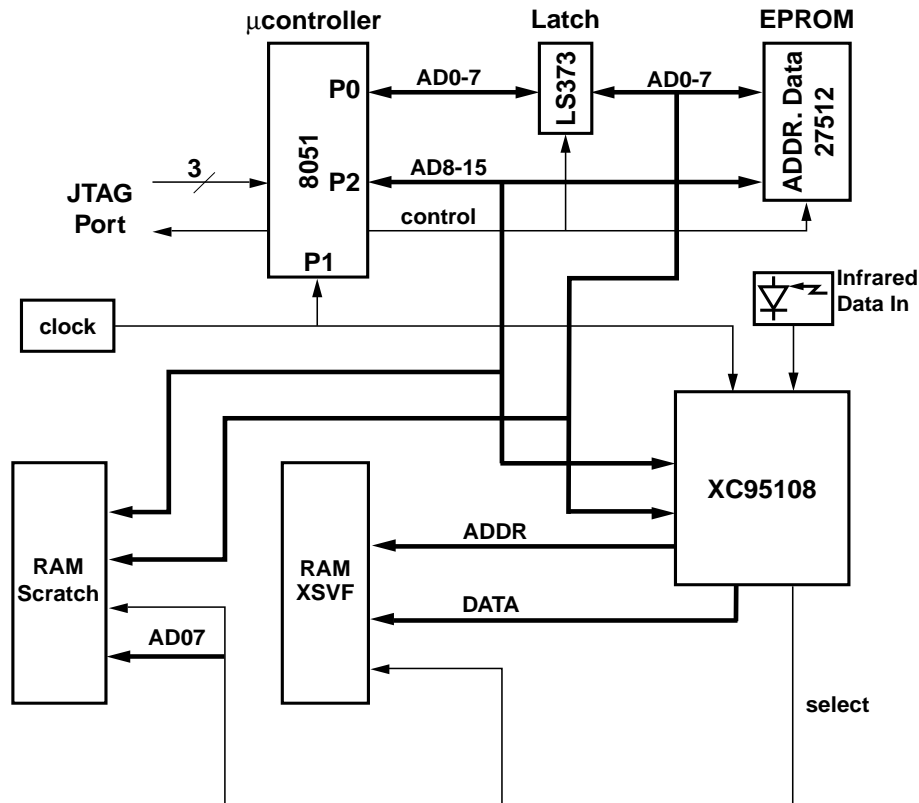 µcontroller
Latch
EPROM
P0
AD0-7
LS373
AD0-7
ADDR. Data
27512
8051
3
P2
AD8-15
JTAG
Port
control
P1
clock
Infrared
Data In
XC95108
RAM
Scratch
RAM
XSVF
ADDR
DATA
AD07
select